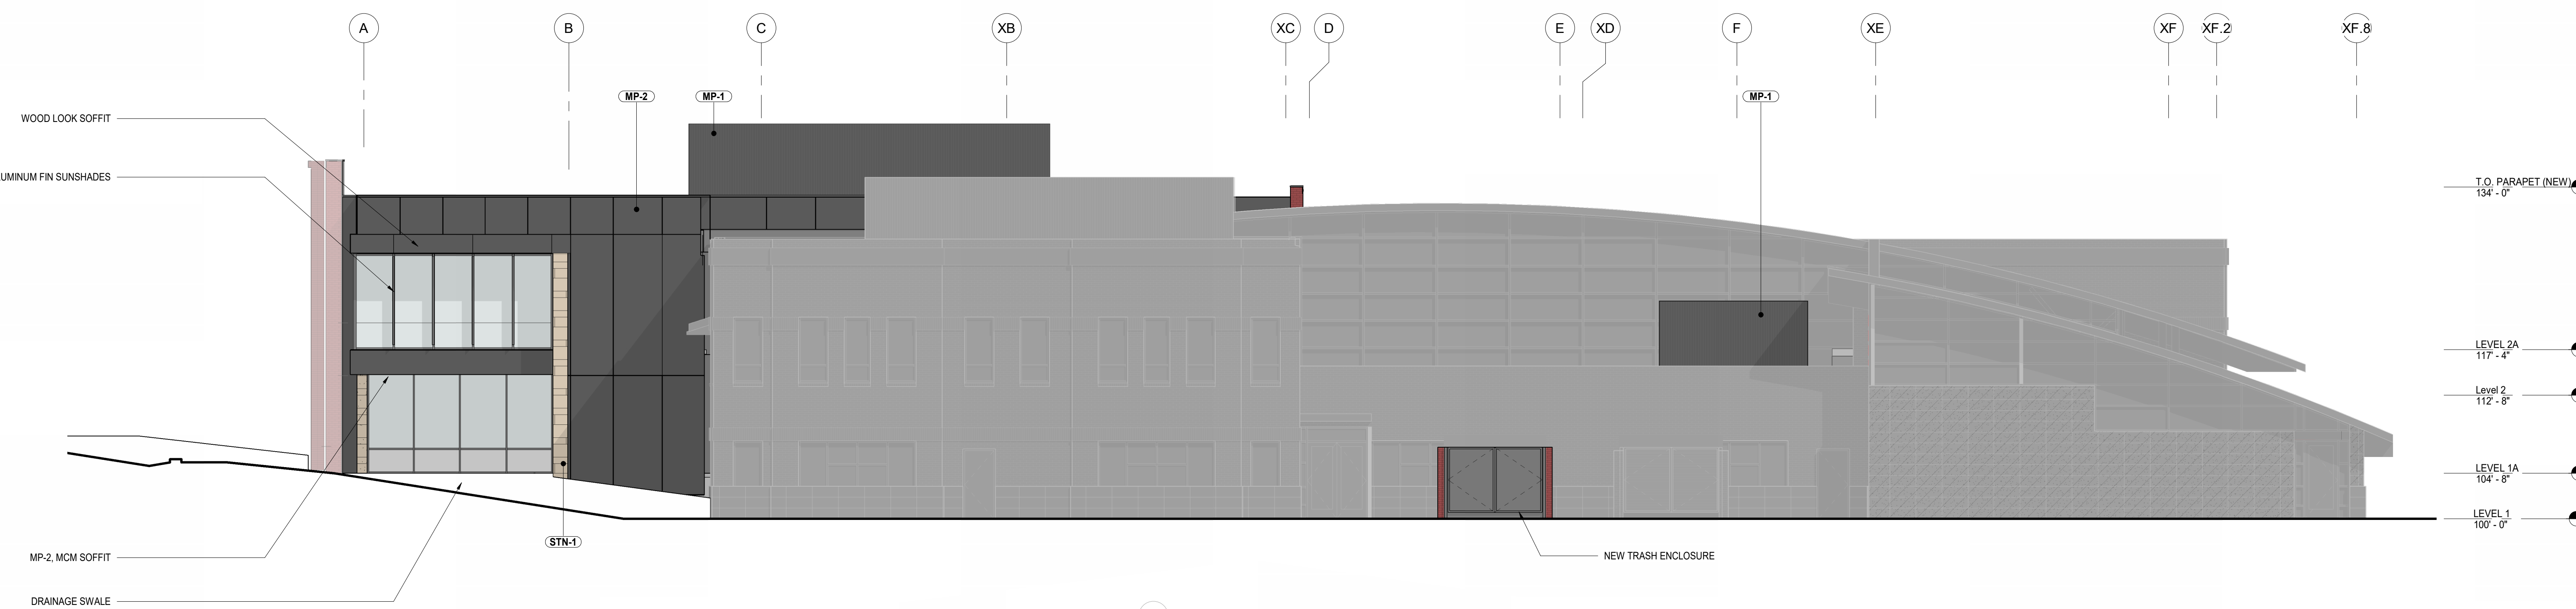 A
B
C
XB
XC
D
E
XD
F
XE
XF
XF.2
XF.8
MP-2
MP-1
MP-1
WOOD LOOK SOFFIT
UMINUM FIN SUNSHADES
T.O. PARAPET (NEW)
134' - 0"
LEVEL 2A
117' - 4"
Level 2
112' - 8"
LEVEL 1A
104' - 8"
LEVEL 1
100' - 0"
STN-1
MP-2, MCM SOFFIT
NEW TRASH ENCLOSURE
DRAINAGE SWALE